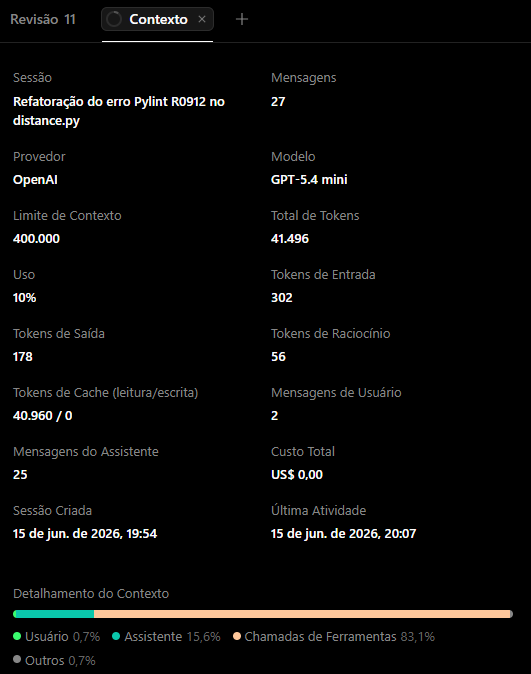 Revisão 11
Contexto
Sessão
Mensagens
Refatoração do erro Pylint R0912 no
distance.py
27
Provedor
Modelo
OpenAI
GPT-5.4 mini
Limite de Contexto
Total de Tokens
400.000
41.496
Uso
Tokens de Entrada
10%
302
Tokens de Saída
Tokens de Raciocínio
178
56
Tokens de Cache (leitura/escrita)
Mensagens de Usuário
40.960 / 0
2
Mensagens do Assistente
Custo Total
25
US$ 0,00
Sessão Criada
Última Atividade
15 de jun. de 2026, 19:54
15 de jun. de 2026, 20:07
Detalhamento do Contexto
Usuário 0,7% Assistente 15,6% Chamadas de Ferramentas 83,1%
Outros 0,7%